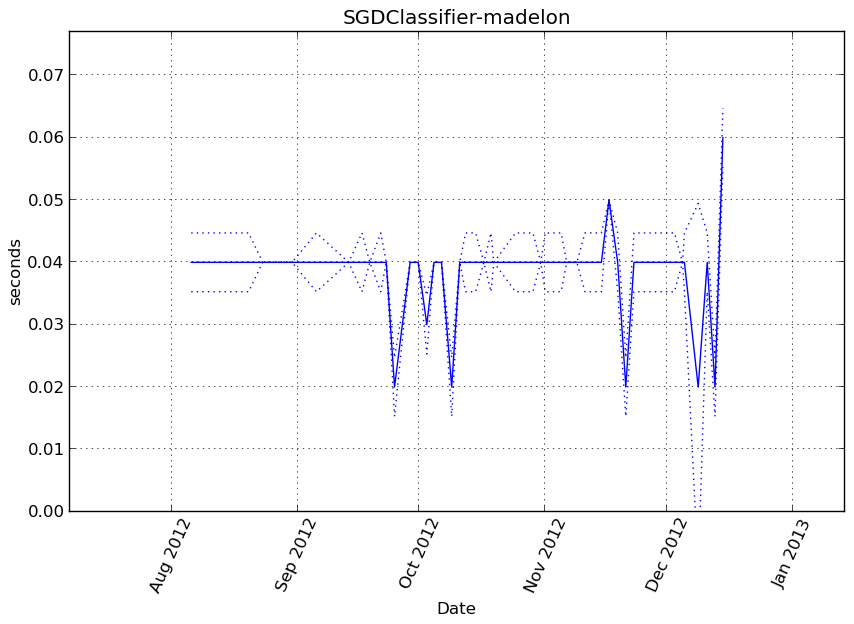 SGDClassifier-madelon
seconds
0.07
0.06
0.05
0.04
0.03
0.02
0.01
0.00
Aug 2012
Sep 2012
Oct 2012
Nov 2012
Dec 2012
Jan 2013
Date